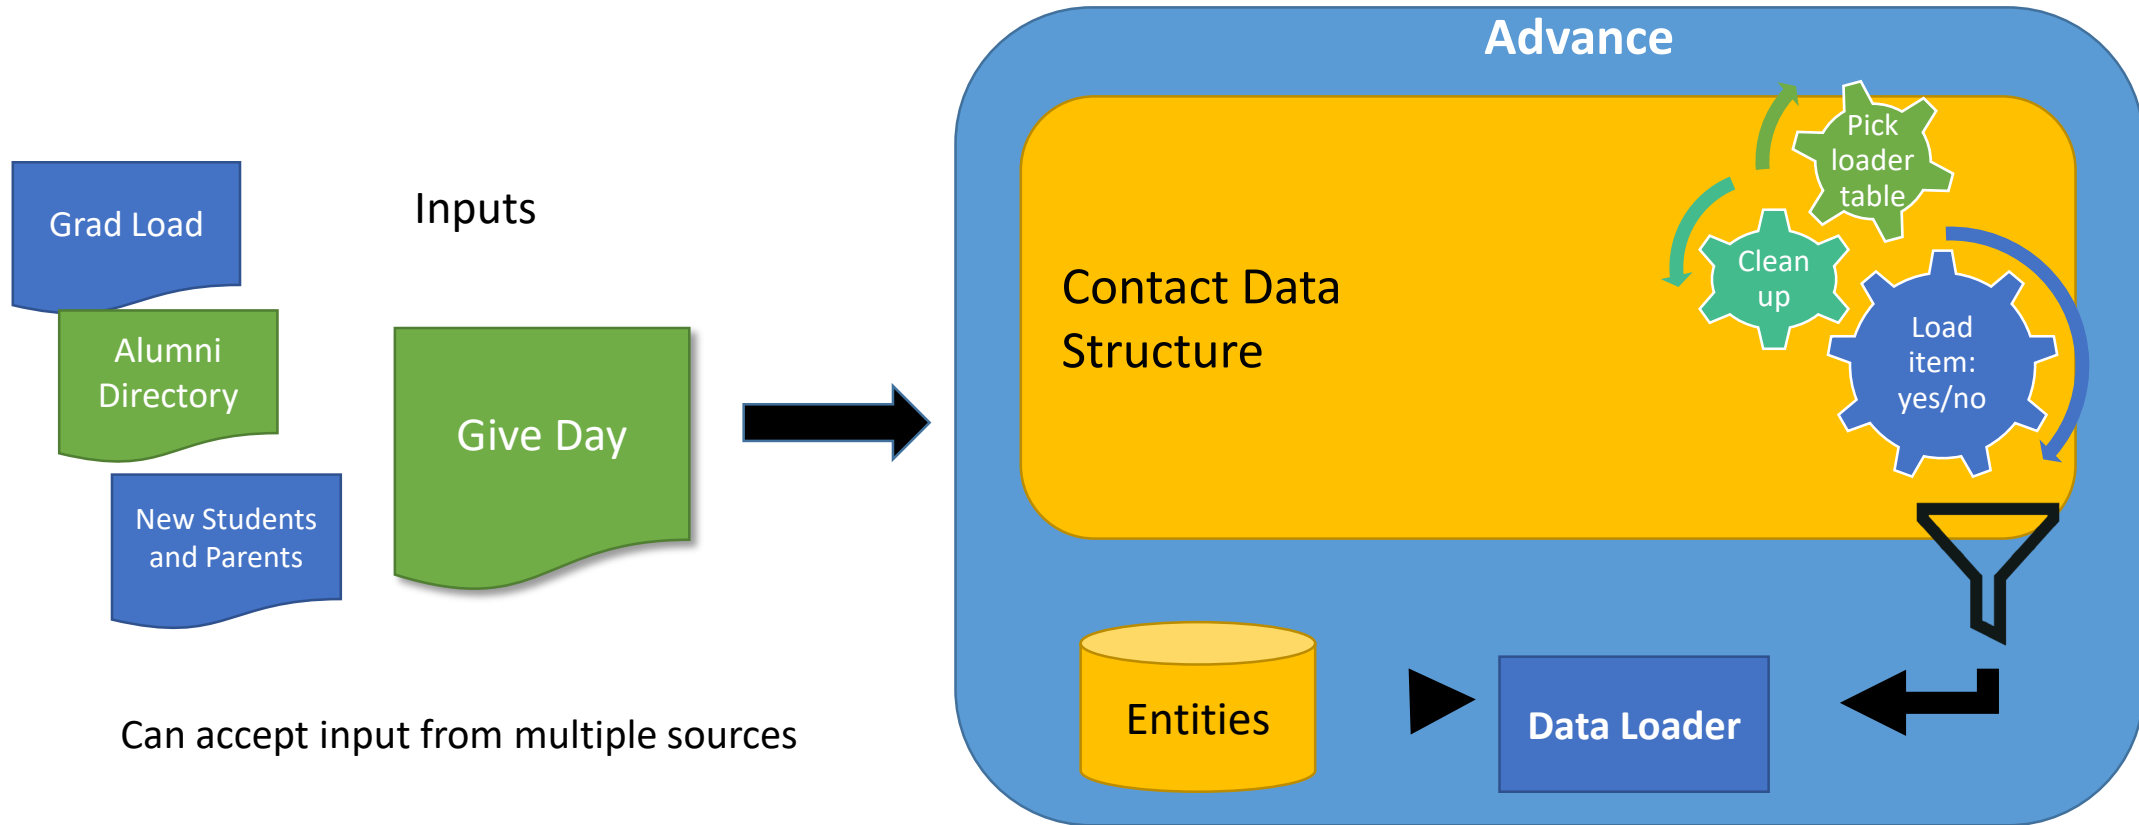 Advance
Inputs
Grad Load
Alumni
Directory
New Students
and Parents
Give Day
Can accept input from multiple sources
Contact Data
Structure
Pick
loader
table
Clean
up
Load
item:
yes/no
Entities
Data Loader